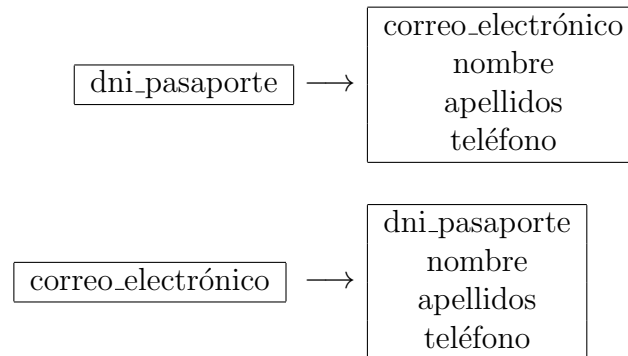 dni_pasaporte
correo_electrónico
nombre
apellidos
teléfono
correo_electrónico
dni_pasaporte
nombre
apellidos
teléfono